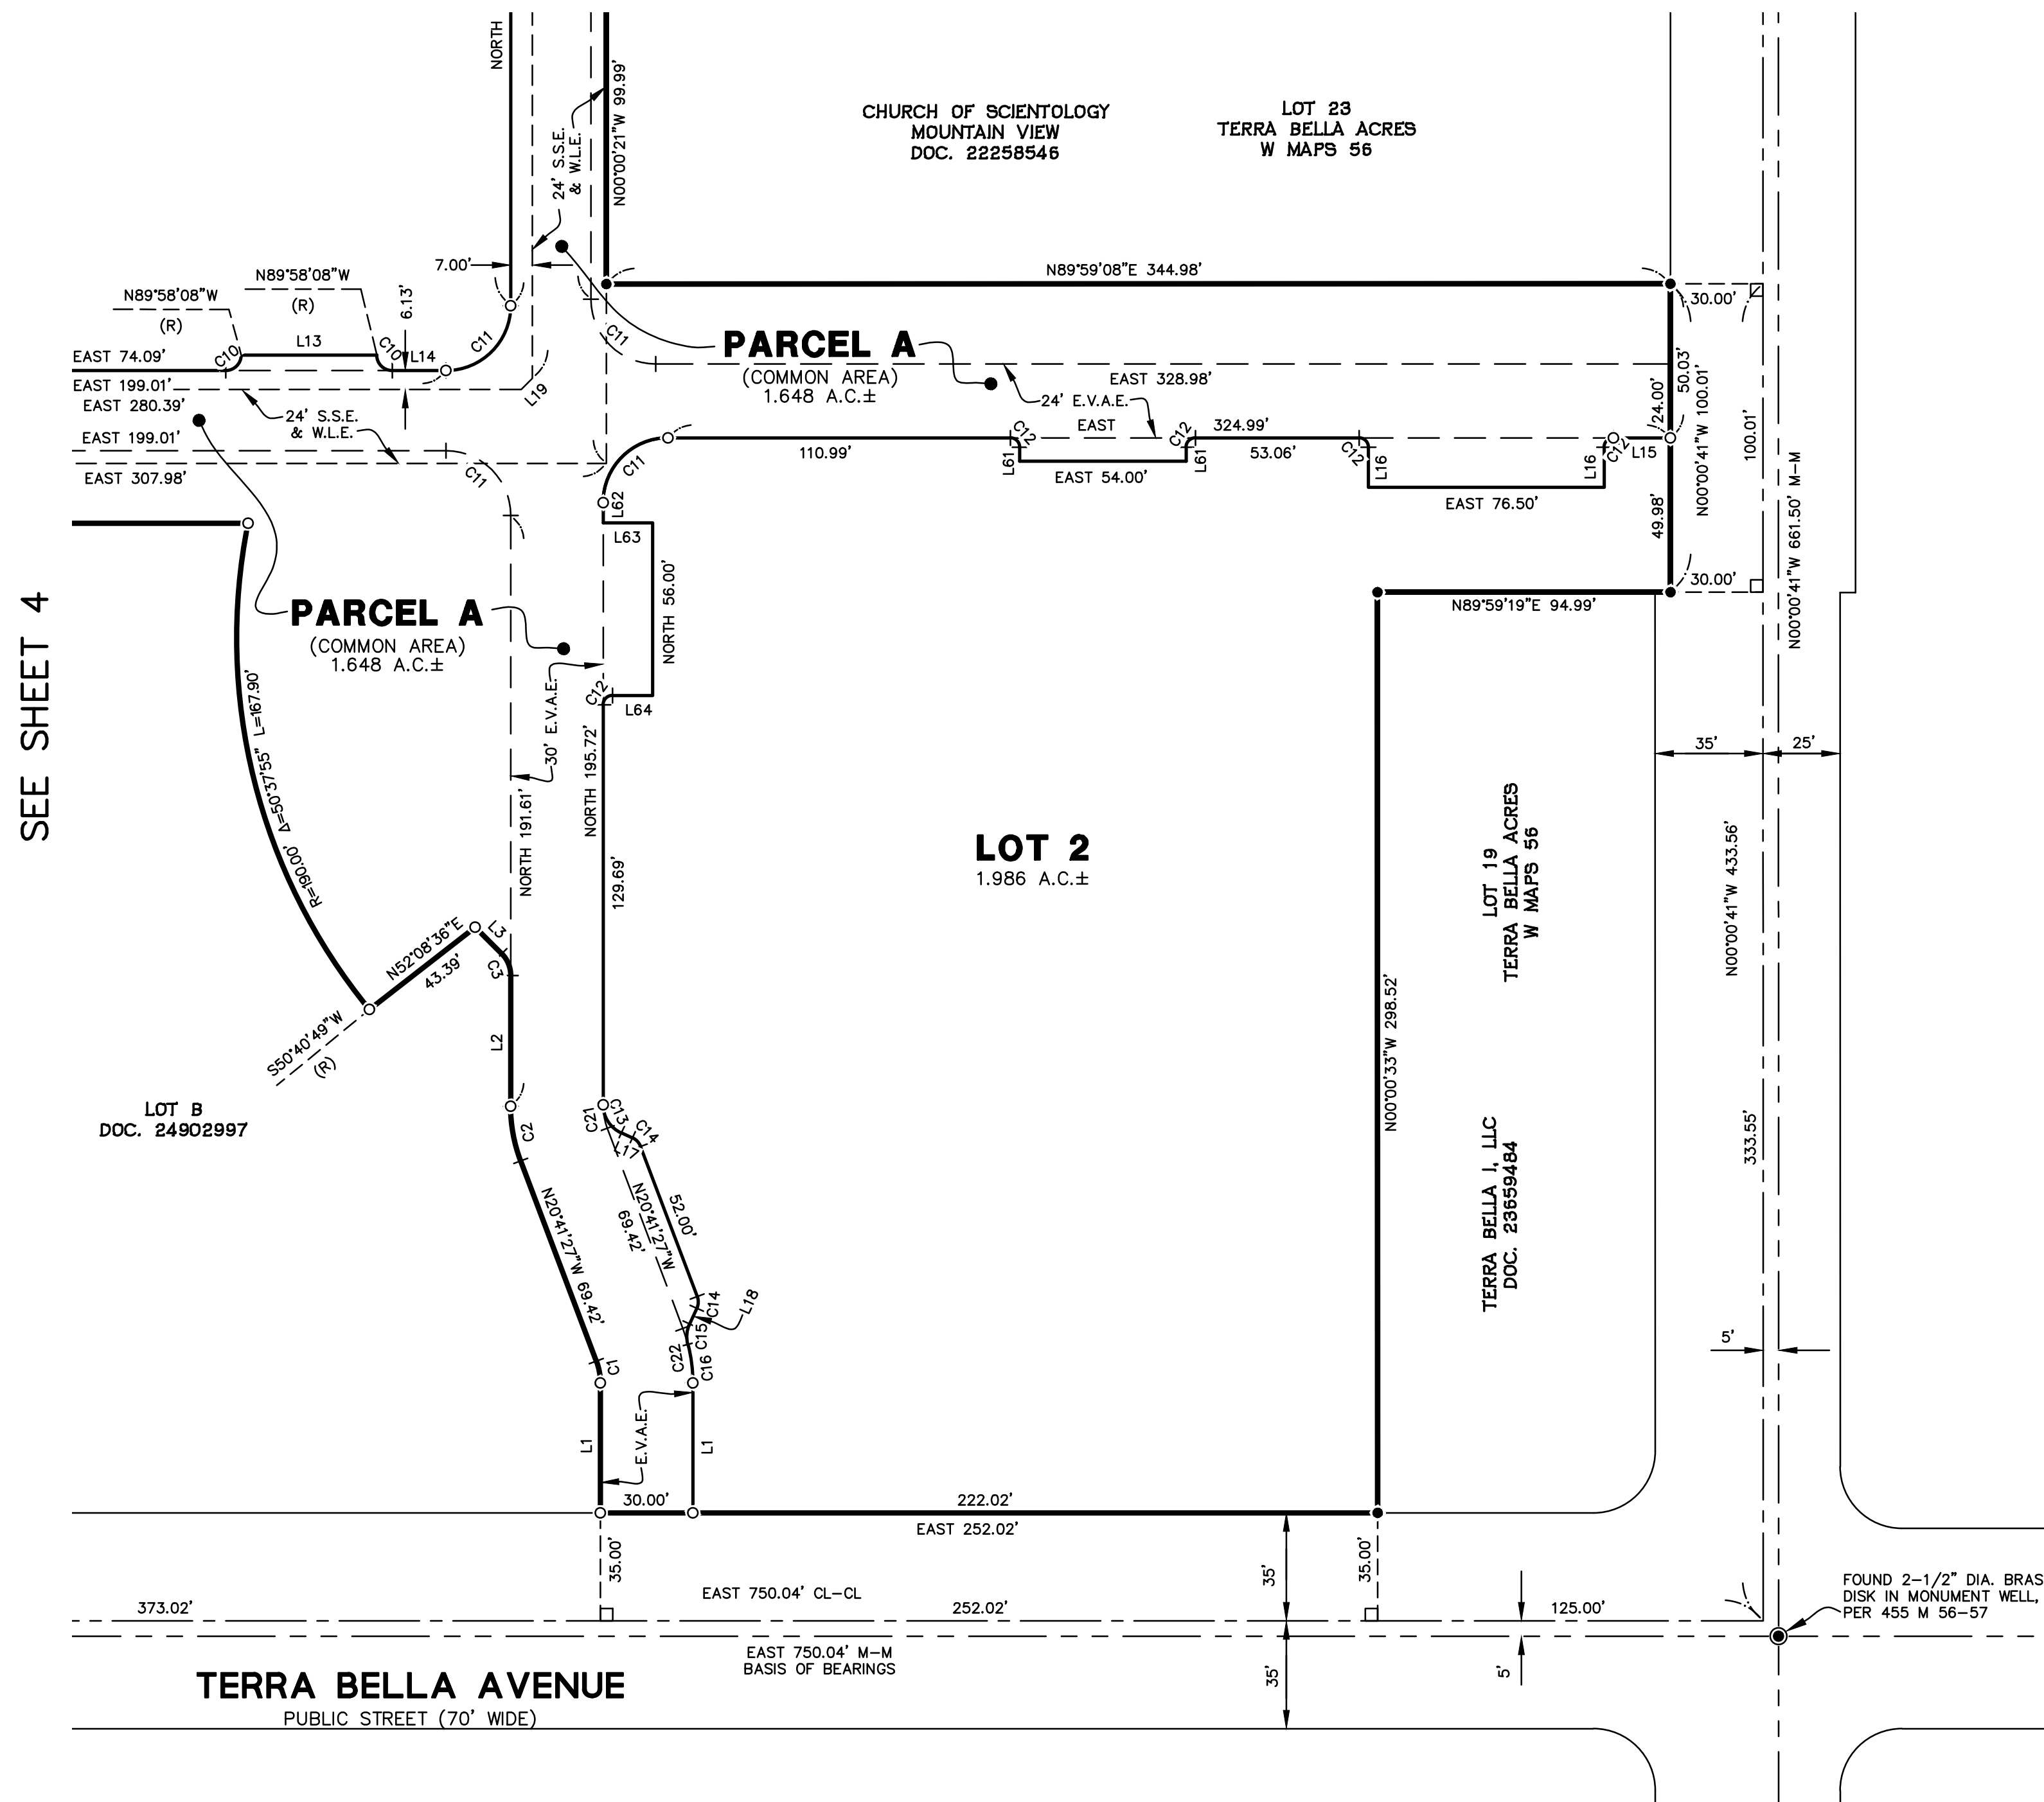 NORTH
24' S.S.E.
& W.L.E.
N00°00'21"W 99.99'
CHURCH OF SCIENTOLOGY
MOUNTAIN VIEW
DOC. 22258546
LOT 23
TERRA BELLA ACRES
W MAPS 56
7.00'
N89°59'08"E 344.98'
30.00'
N89°58'08"W
(R)
N89°58'08"W
(R)
6.13'
L13
C10
C10
L14
C11
C11
EAST 74.09'
EAST 199.01'
EAST 280.39'
L19
24' S.S.E.
& W.L.E.
EAST 199.01'
EAST 307.98'
C11
PARCEL A
(COMMON AREA)
1.648 A.C.±
EAST 328.98'
24' E.V.A.E.
EAST
324.99'
110.99'
C12
L61
EAST 54.00'
C12
L61
53.06'
C12
L16
EAST 76.50'
L16
C12
L15
24.00'
50.03'
49.98'
N00°00'41"W 100.01'
100.01'
N00°00'41"W 661.50' M-M
30.00'
N89°59'19"E 94.99'
C11
L62
L63
NORTH 56.00'
C12
L64
SEE SHEET 4
PARCEL A
(COMMON AREA)
1.648 A.C.±
30' E.V.A.E.
R=190.00' Δ=50°37'55" L=167.90'
NORTH 191.61'
NORTH 195.72'
129.69'
LOT 2
1.986 A.C.±
LOT 19
TERRA BELLA ACRES
W MAPS 56
35'
25'
N00°00'41"W 433.56'
N52°08'36"E
43.39'
L3
C3
S50°40'49"W
(R)
L2
N00°00'33"W 298.52'
LOT B
DOC. 24902997
C2
C21
C13
C14
L17
TERRA BELLA I, LLC
DOC. 23659484
333.55'
N20°41'27"W 69.42'
N20°41'27"W
69.42'
52.00'
C14
L18
C15
C22
C16
C1
5'
L1
E.V.A.E.
L1
30.00'
222.02'
EAST 252.02'
35.00'
35.00'
35'
EAST 750.04' CL-CL
373.02'
252.02'
125.00'
FOUND 2-1/2" DIA. BRAS
DISK IN MONUMENT WELL,
PER 455 M 56-57
EAST 750.04' M-M
BASIS OF BEARINGS
35'
5'
TERRA BELLA AVENUE
PUBLIC STREET (70' WIDE)